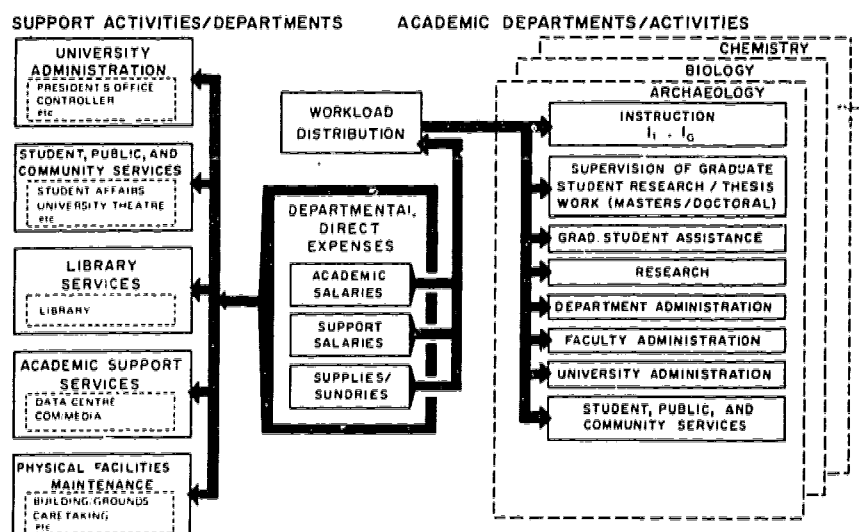 SUPPORT ACTIVITIES/DEPARTMENTS
UNIVERSITY
ADMINISTRATION
PRESIDENTS OFFICE
CONTROLLER
etc
STUDENT, PUBLIC, AND
COMMUNITY SERVICES
STUDENT AFFAIRS
UNIVERSITY THEATRE
etc
LIBRARY
SERVICES
LIBRARY
ACADEMIC SUPPORT
SERVICES
DATA CENTRE
COM/MEDIA
PHYSICAL FACILITIES
MAINTENANCE
BUILDING/GROUNDS
CARETAKING
etc
WORKLOAD
DISTRIBUTION
DEPARTMENTAL
DIRECT
EXPENSES
ACADEMIC
SALARIES
SUPPORT
SALARIES
SUPPLIES/
SUNDRIES
ACADEMIC DEPARTMENTS/ACTIVITIES
CHEMISTRY
BIOLOGY
ARCHAEOLOGY
INSTRUCTION
I₁ - I_G
SUPERVISION OF GRADUATE
STUDENT RESEARCH / THESIS
WORK (MASTERS/DOCTORAL)
GRAD. STUDENT ASSISTANCE
RESEARCH
DEPARTMENT ADMINISTRATION
FACULTY ADMINISTRATION
UNIVERSITY ADMINISTRATION
STUDENT, PUBLIC, AND
COMMUNITY SERVICES